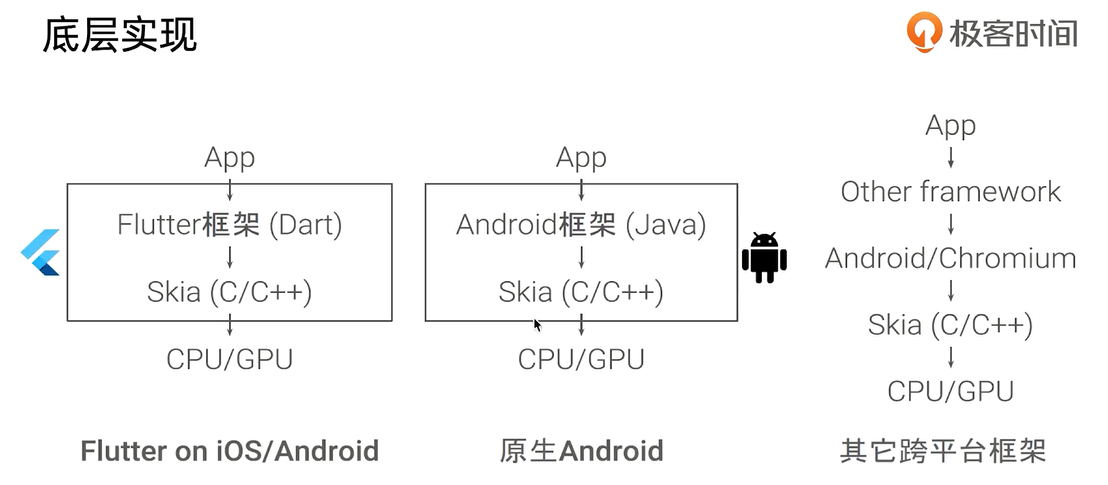 底层实现
极客时间
App
Flutter框架 (Dart)
Skia (C/C++)
CPU/GPU
Flutter on iOS/Android
App
Android框架 (Java)
Skia (C/C++)
CPU/GPU
原生Android
App
Other framework
Android/Chromium
Skia (C/C++)
CPU/GPU
其它跨平台框架